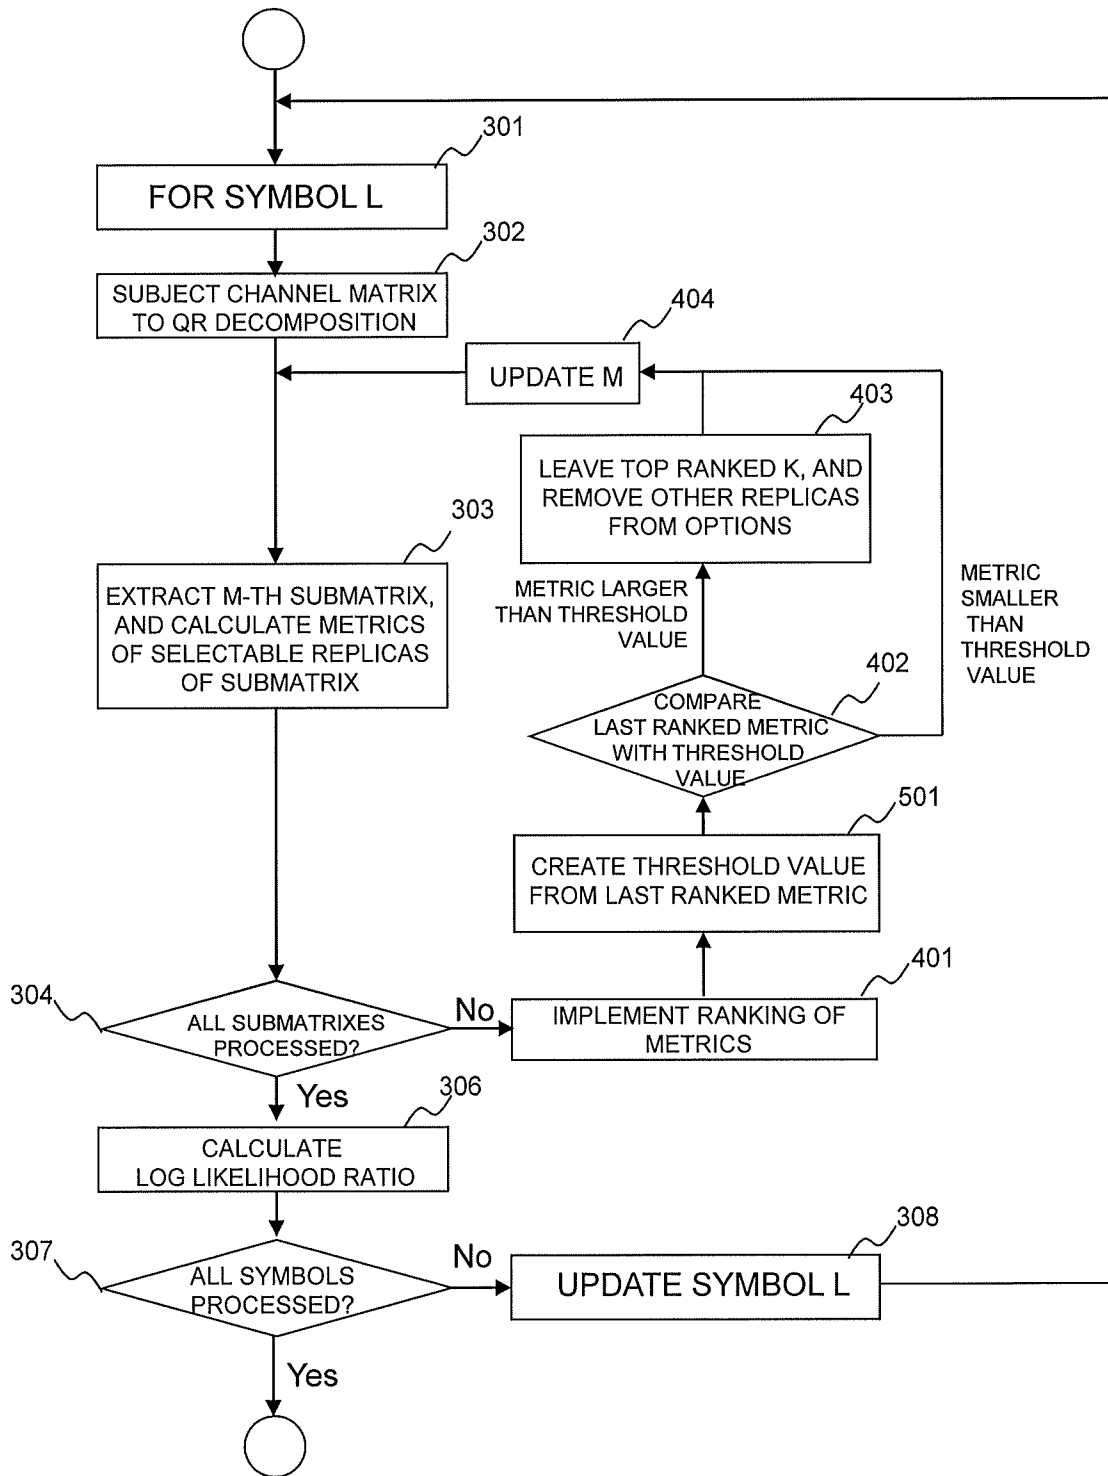 301
FOR SYMBOL L
302
SUBJECT CHANNEL MATRIX
TO QR DECOMPOSITION
404
UPDATE M
403
LEAVE TOP RANKED K, AND
REMOVE OTHER REPLICAS
FROM OPTIONS
303
EXTRACT M-TH SUBMATRIX,
AND CALCULATE METRICS
OF SELECTABLE REPLICAS
OF SUBMATRIX
METRIC LARGER
THAN THRESHOLD
VALUE
METRIC
SMALLER
THAN
THRESHOLD
VALUE
402
COMPARE
LAST RANKED METRIC
WITH THRESHOLD
VALUE
501
CREATE THRESHOLD VALUE
FROM LAST RANKED METRIC
401
IMPLEMENT RANKING OF
METRICS
304
ALL SUBMATRIXES
PROCESSED?
No
Yes
306
CALCULATE
LOG LIKELIHOOD RATIO
307
ALL SYMBOLS
PROCESSED?
No
308
UPDATE SYMBOL L
Yes